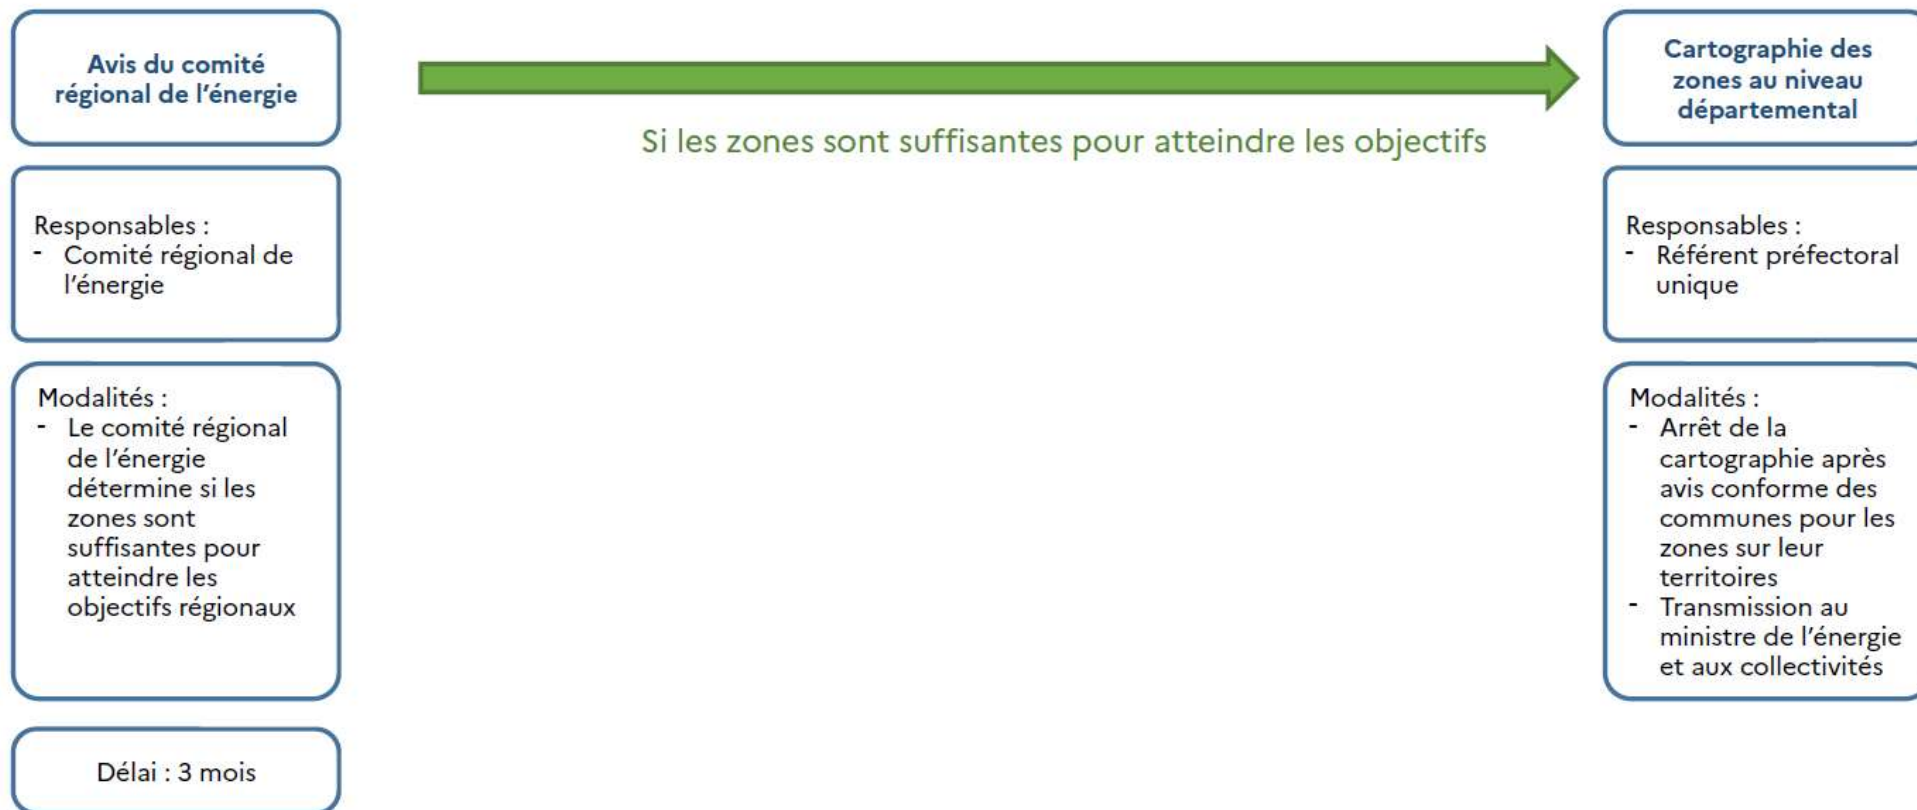 Avis du comité
régional de l'énergie
Responsables :
- Comité régional de
l'énergie
Modalités :
- Le comité régional
de l'énergie
détermine si les
zones sont
suffisantes pour
atteindre les
objectifs régionaux
Délai : 3 mois
Si les zones sont suffisantes pour atteindre les objectifs
Cartographie des
zones au niveau
départemental
Responsables :
- Référent préfectoral
unique
Modalités :
- Arrêt de la
cartographie après
avis conforme des
communes pour les
zones sur leur
territoires
- Transmission au
ministre de l'énergie
et aux collectivités